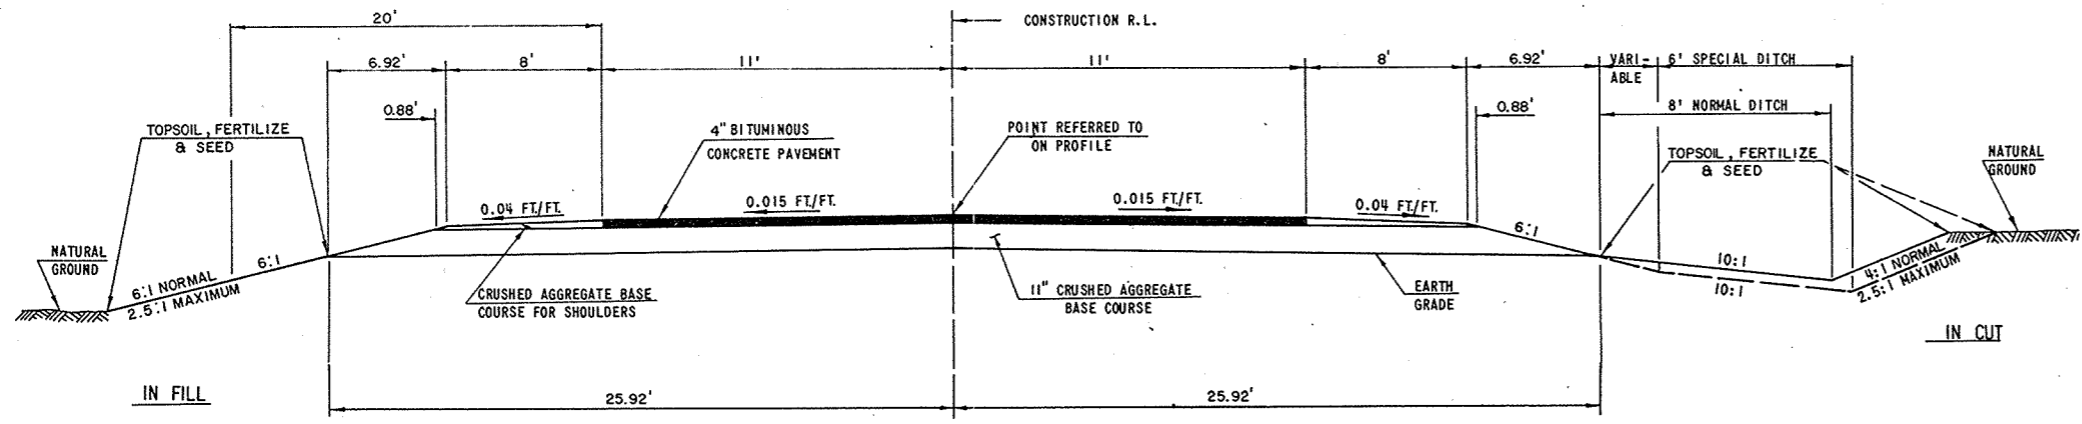 20'
CONSTRUCTION R.L.
6.92'
8'
11'
11'
8'
6.92'
VARI-
ABLE
6' SPECIAL DITCH
0.88'
0.88'
8' NORMAL DITCH
TOPSOIL, FERTILIZE
& SEED
4" BITUMINOUS
CONCRETE PAVEMENT
POINT REFERRED TO
ON PROFILE
TOPSOIL, FERTILIZE
& SEED
NATURAL
GROUND
0.04 FT./FT.
0.015 FT./FT.
0.015 FT./FT.
0.04 FT./FT.
NATURAL
GROUND
6:1
6:1
10:1
6:1 NORMAL
2.5:1 MAXIMUM
CRUSHED AGGREGATE BASE
COURSE FOR SHOULDERS
11" CRUSHED AGGREGATE
BASE COURSE
EARTH
GRADE
10:1
4:1 NORMAL
2.5:1 MAXIMUM
IN CUT
IN FILL
25.92'
25.92'